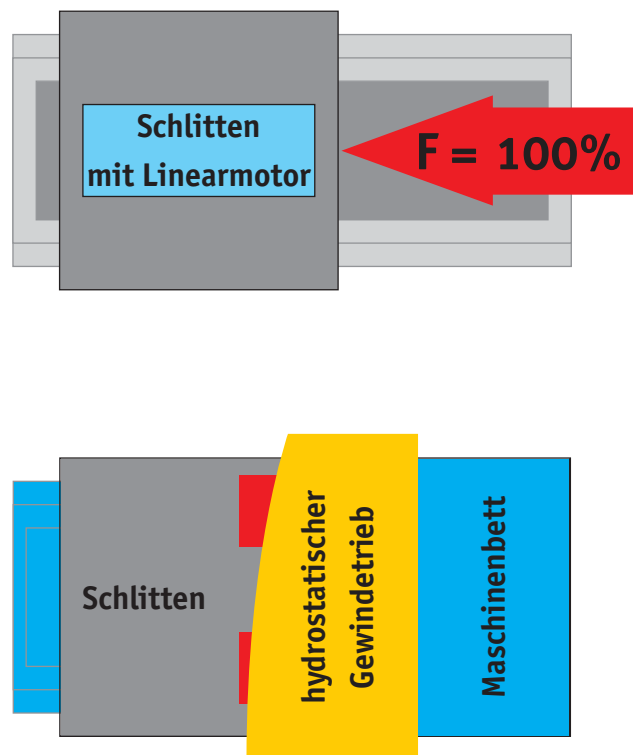 Schlitten
mit Linearmotor
F = 100%
Schlitten
hydrostatischer
Gewindetrieb
Maschinenbett